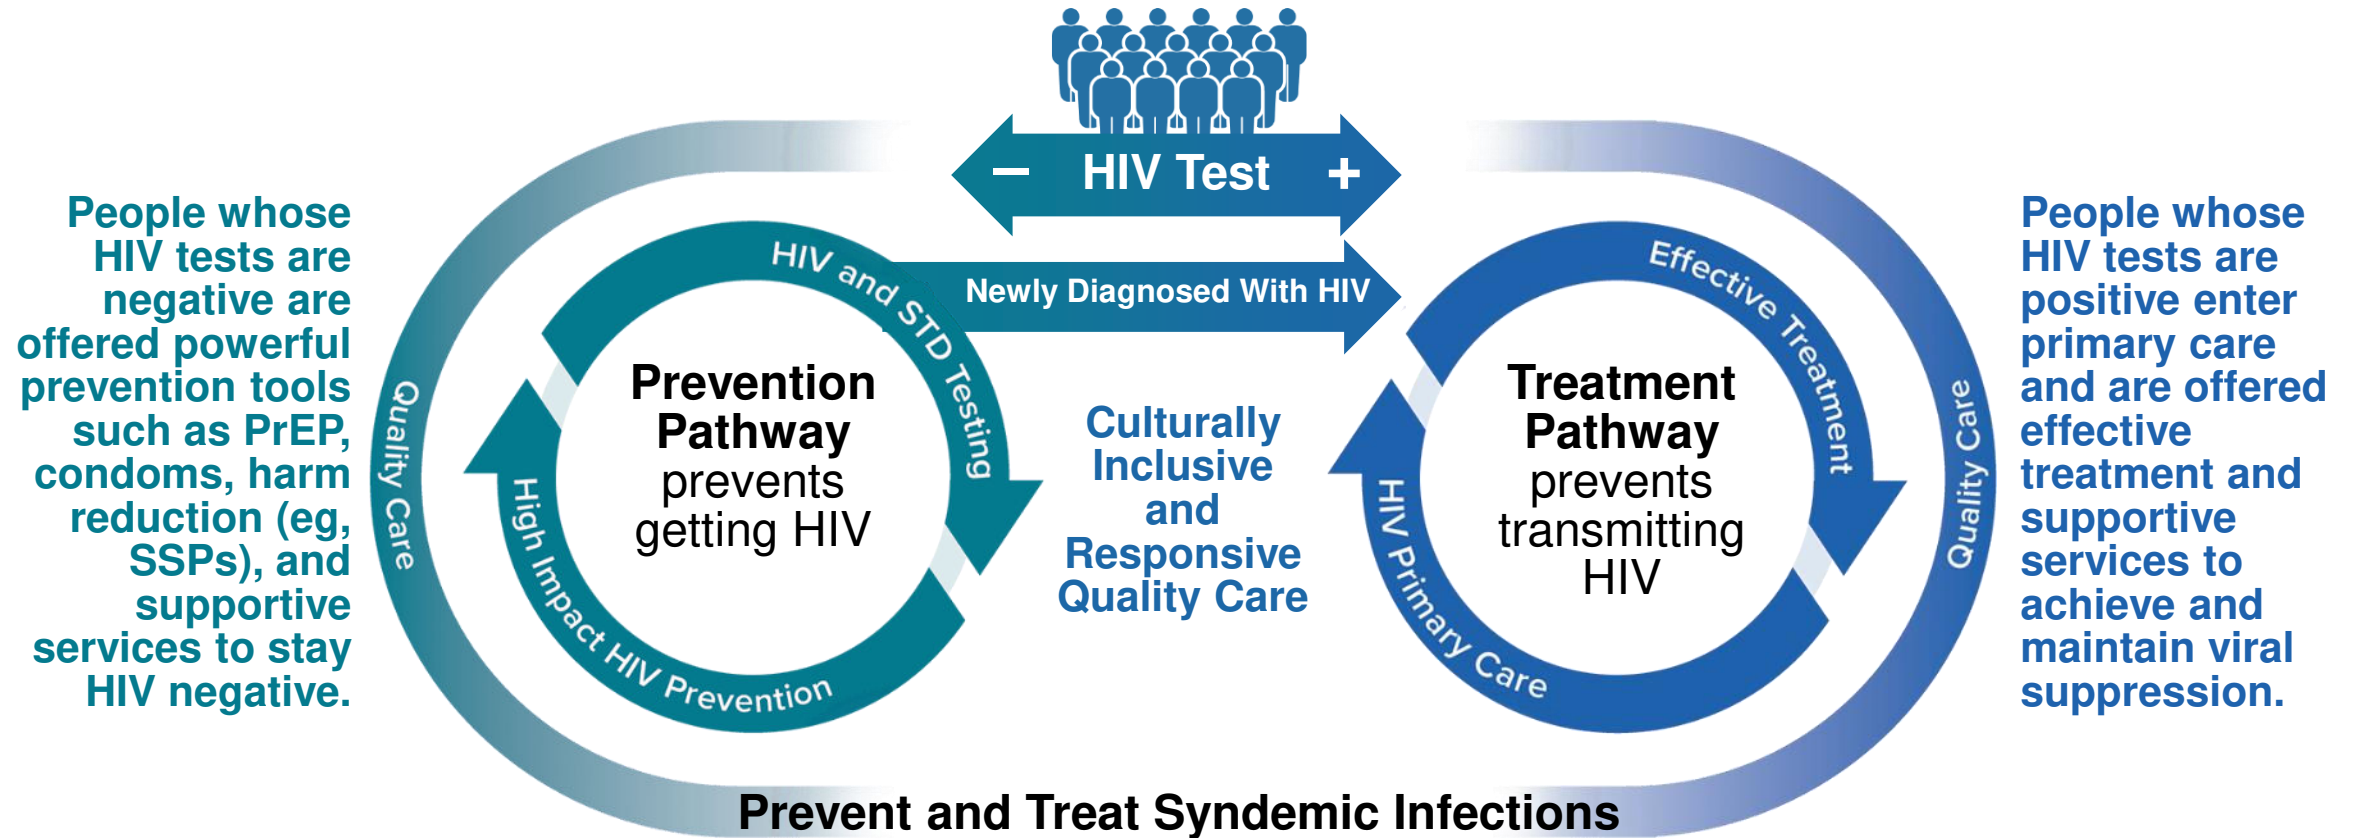 − HIV Test +
Newly Diagnosed With HIV
People whose
HIV tests are
negative are
offered powerful
prevention tools
such as PrEP,
condoms, harm
reduction (eg,
SSPs), and
supportive
services to stay
HIV negative.
Quality Care
HIV and STD Testing
High Impact HIV Prevention
Prevention
Pathway
prevents
getting HIV
Culturally
Inclusive
and
Responsive
Quality Care
Effective Treatment
HIV Primary Care
Treatment
Pathway
prevents
transmitting
HIV
Quality Care
People whose
HIV tests are
positive enter
primary care
and are offered
effective
treatment and
supportive
services to
achieve and
maintain viral
suppression.
Prevent and Treat Syndemic Infections